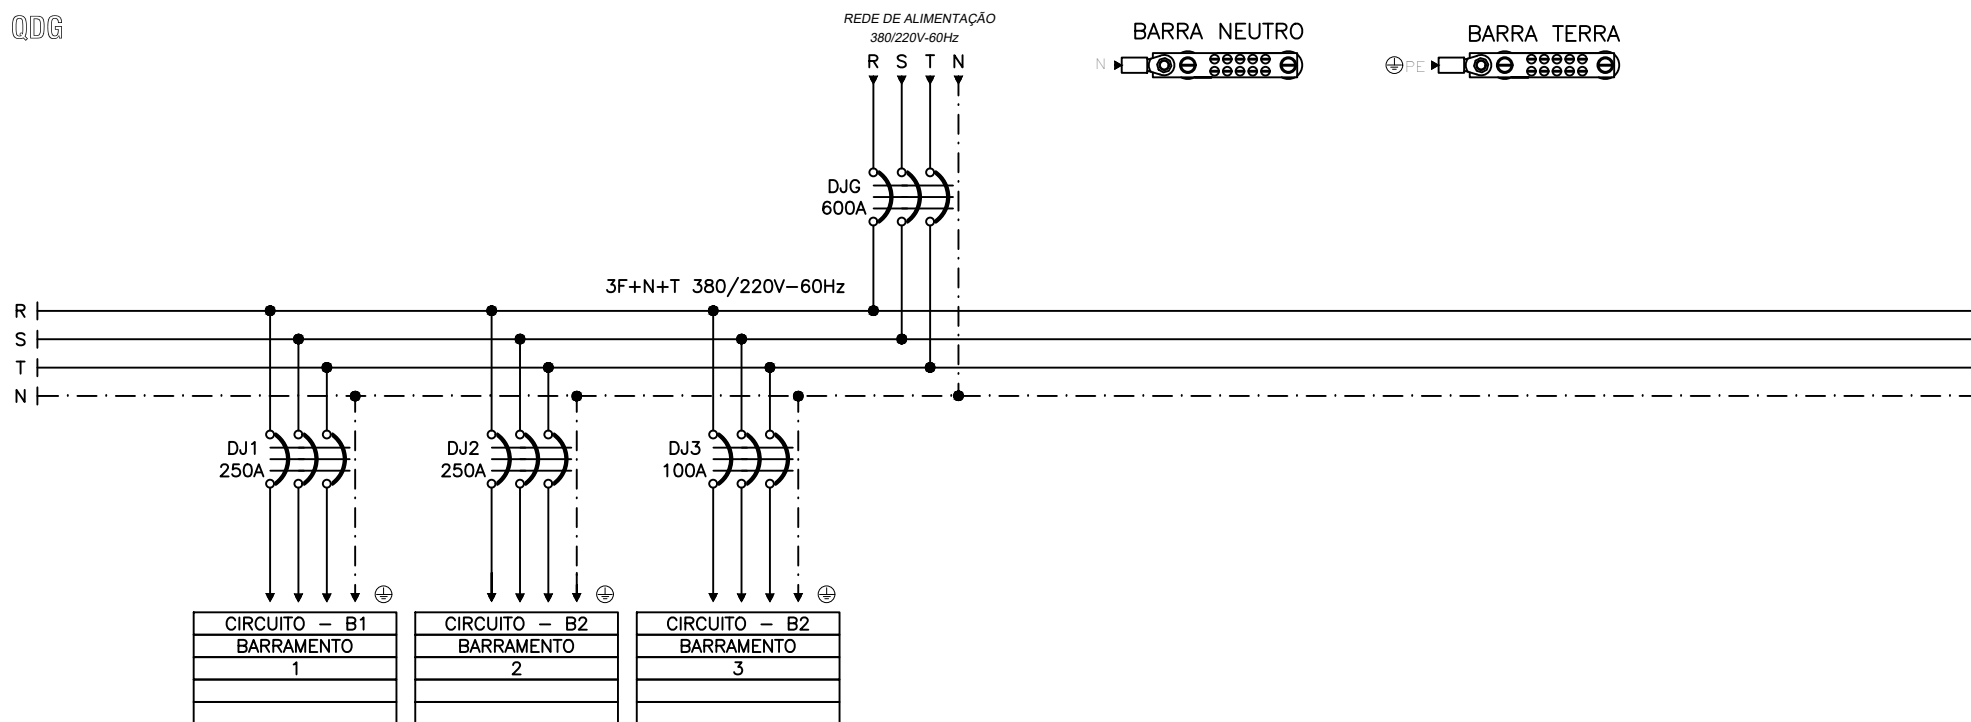 QDG
REDE DE ALIMENTAÇÃO
380/220V-60Hz
R S T N
BARRA NEUTRO
N
BARRA TERRA
PE
DJG
600A
3F+N+T 380/220V-60Hz
R
S
T
N
DJ1
250A
DJ2
250A
DJ3
100A
CIRCUITO - B1
BARRAMENTO
1
CIRCUITO - B2
BARRAMENTO
2
CIRCUITO - B2
BARRAMENTO
3